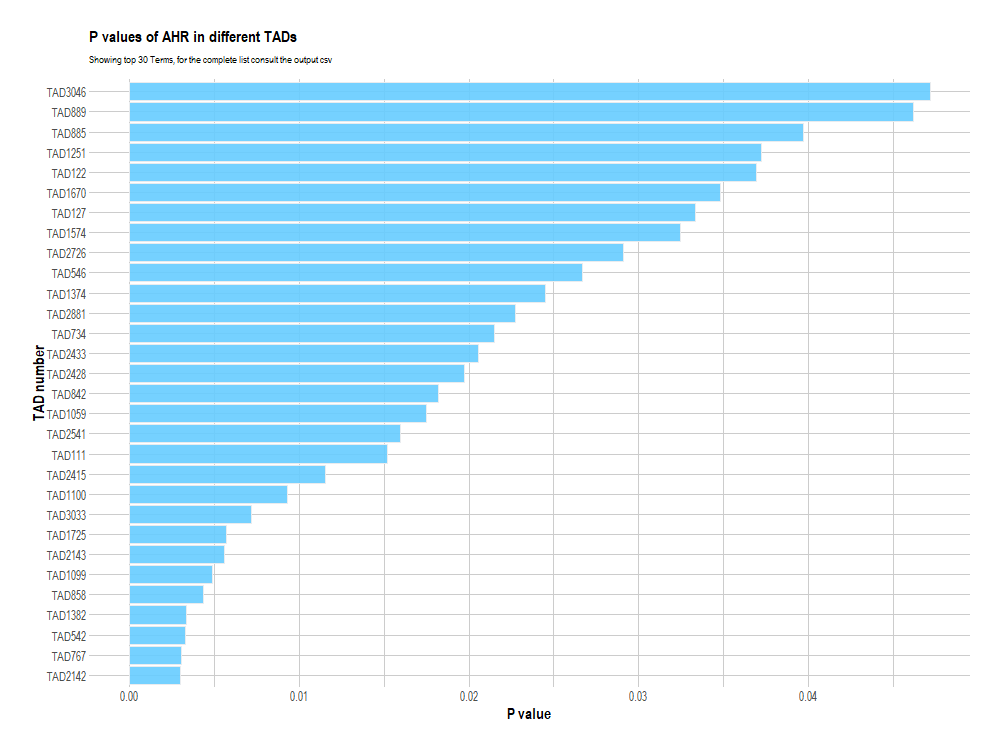 P values of AHR in different TADs
Showing top 30 Terms, for the complete list consult the output csv
TAD3046
TAD889
TAD885
TAD1251
TAD122
TAD1670
TAD127
TAD1574
TAD2726
TAD546
TAD1374
TAD2881
TAD734
TAD2433
TAD2428
TAD842
TAD1059
TAD2541
TAD111
TAD2415
TAD1100
TAD3033
TAD1725
TAD2143
TAD1099
TAD858
TAD1382
TAD542
TAD767
TAD2142
TAD number
0.00 0.01 0.02 0.03 0.04
P value